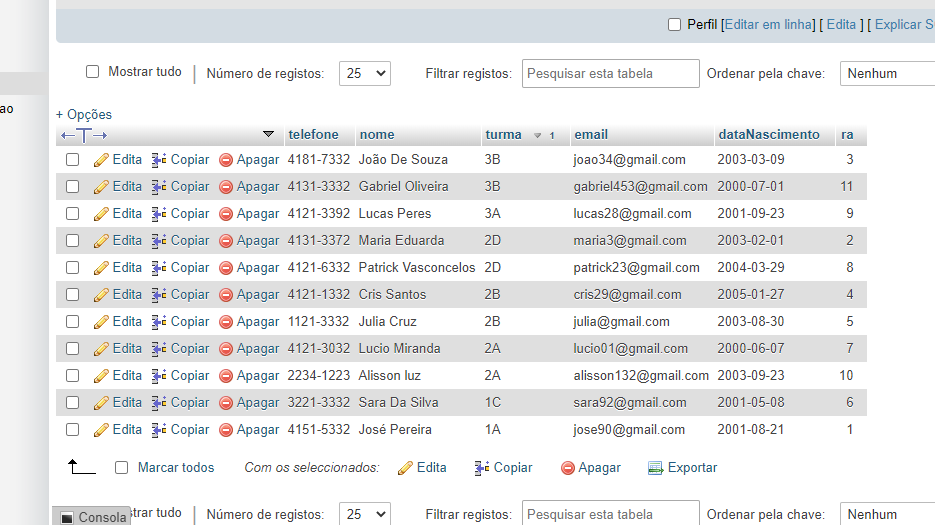 Perfil [Editar em linha] [ Edita ] [ Explicar S
Mostrar tudo Número de registos: 25 Filtrar registos: Pesquisar esta tabela Ordenar pela chave: Nenhum
ao
+ Opções
←T→ telefone nome turma 1 email dataNascimento ra
Edita Copiar Apagar 4181-7332 João De Souza 3B joao34@gmail.com 2003-03-09 3
Edita Copiar Apagar 4131-3332 Gabriel Oliveira 3B gabriel453@gmail.com 2000-07-01 11
Edita Copiar Apagar 4121-3392 Lucas Peres 3A lucas28@gmail.com 2001-09-23 9
Edita Copiar Apagar 4131-3372 Maria Eduarda 2D maria3@gmail.com 2003-02-01 2
Edita Copiar Apagar 4121-6332 Patrick Vasconcelos 2D patrick23@gmail.com 2004-03-29 8
Edita Copiar Apagar 4121-1332 Cris Santos 2B cris29@gmail.com 2005-01-27 4
Edita Copiar Apagar 1121-3332 Julia Cruz 2B julia@gmail.com 2003-08-30 5
Edita Copiar Apagar 4121-3032 Lucio Miranda 2A lucio01@gmail.com 2000-06-07 7
Edita Copiar Apagar 2234-1223 Alisson luz 2A alisson132@gmail.com 2003-09-23 10
Edita Copiar Apagar 3221-3332 Sara Da Silva 1C sara92@gmail.com 2001-05-08 6
Edita Copiar Apagar 4151-5332 José Pereira 1A jose90@gmail.com 2001-08-21 1
Marcar todos Com os seleccionados: Edita Copiar Apagar Exportar
strar tudo Número de registos: 25 Filtrar registos: Pesquisar esta tabela Ordenar pela chave: Nenhum
Consola